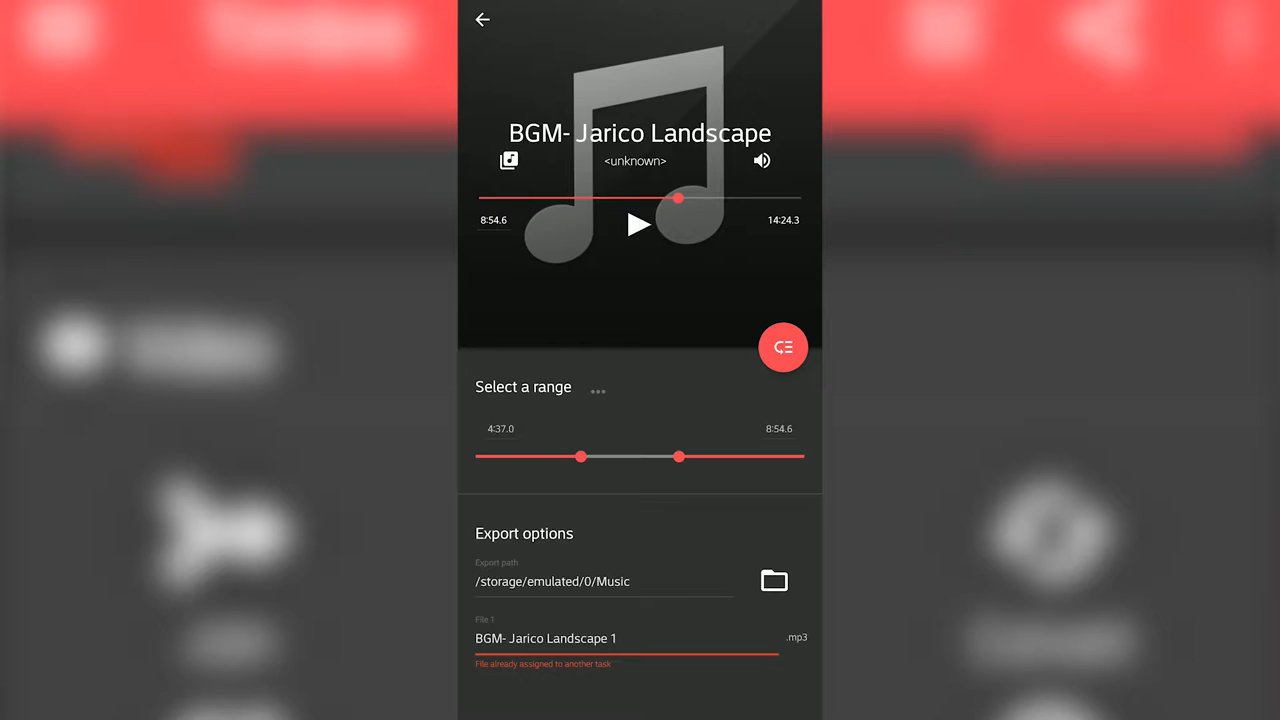 BGM- Jarico Landscape
<unknown>
8:54.6
14:24.3
Select a range
4:37.0
8:54.6
Export options
Export path
/storage/emulated/0/Music
File 1
BGM- Jarico Landscape 1
.mp3
File already assigned to another task